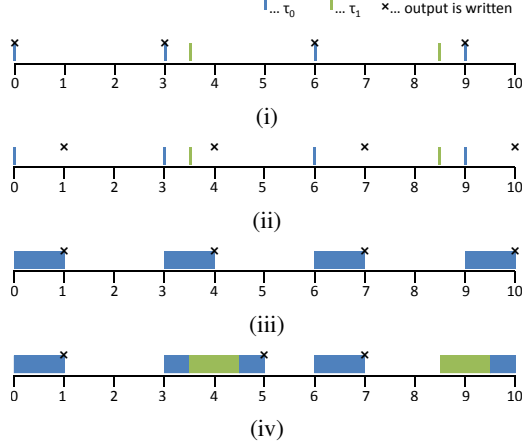 ... τ0 ... τ1 ×... output is written
0 1 2 3 4 5 6 7 8 9 10
(i)
0 1 2 3 4 5 6 7 8 9 10
(ii)
0 1 2 3 4 5 6 7 8 9 10
(iii)
0 1 2 3 4 5 6 7 8 9 10
(iv)